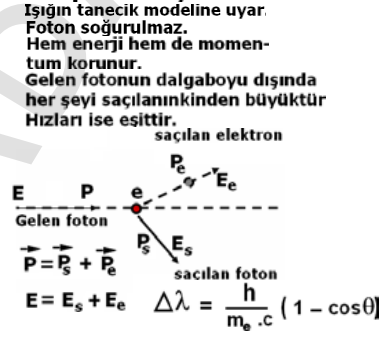 Işığın tanecik modeline uyar.
Foton soğurulmaz.
Hem enerji hem de momen-
tum korunur.
Gelen fotonun dalgaboyu dışında
her şeyi saçılanınkinden büyüktür
Hızları ise eşittir.
saçılan elektron
Pe
e
Ee
E P e
Gelen foton
Ps Es
saçılan foton
P = Ps + Pe
E = Es + Ee
Δλ = h / me .c ( 1 - cosθ)